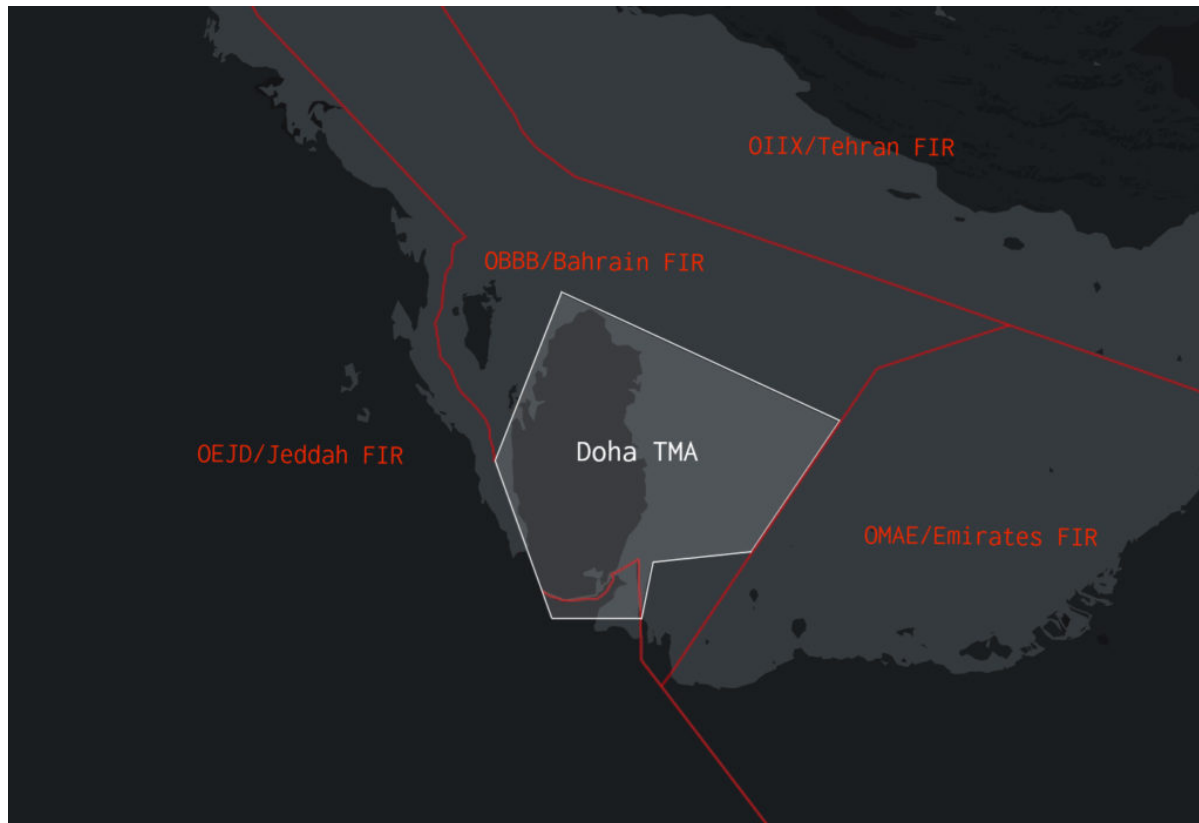 OIIX/Tehran FIR
OBBB/Bahrain FIR
Doha TMA
OEJD/Jeddah FIR
OMAE/Emirates FIR